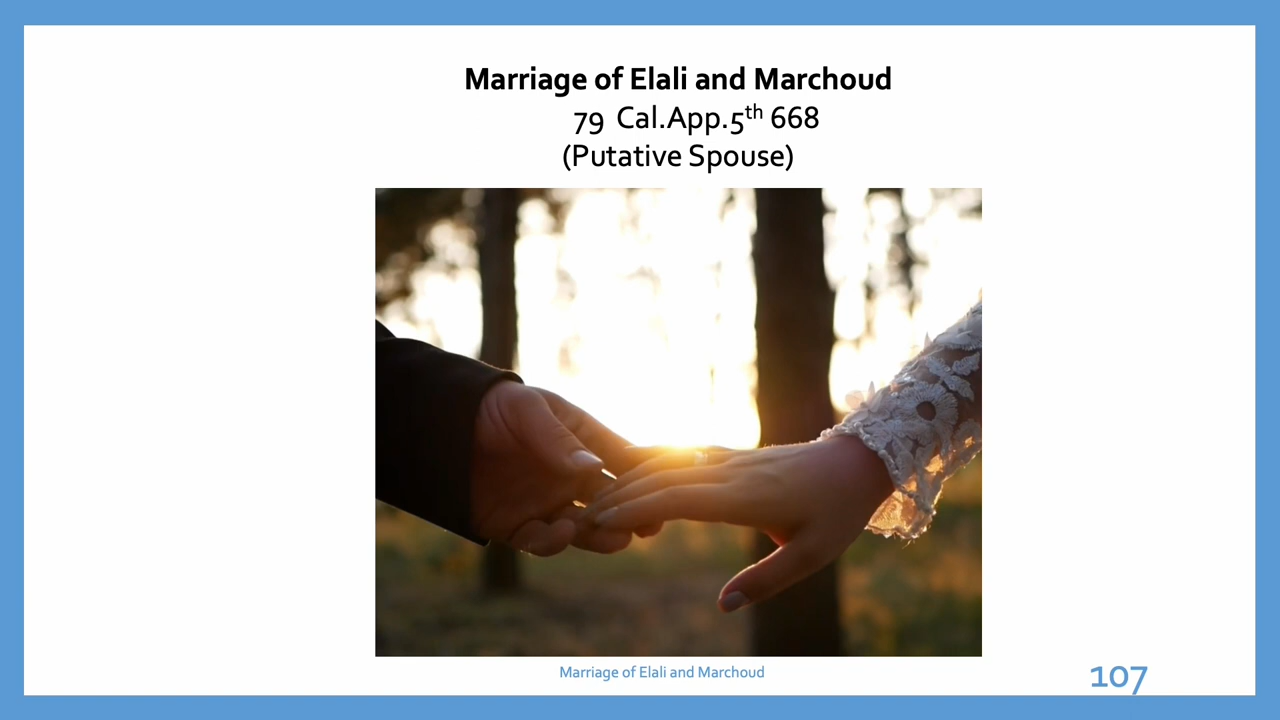 Marriage of Elali and Marchoud
79 Cal.App.5th 668
(Putative Spouse)
Marriage of Elali and Marchoud
107